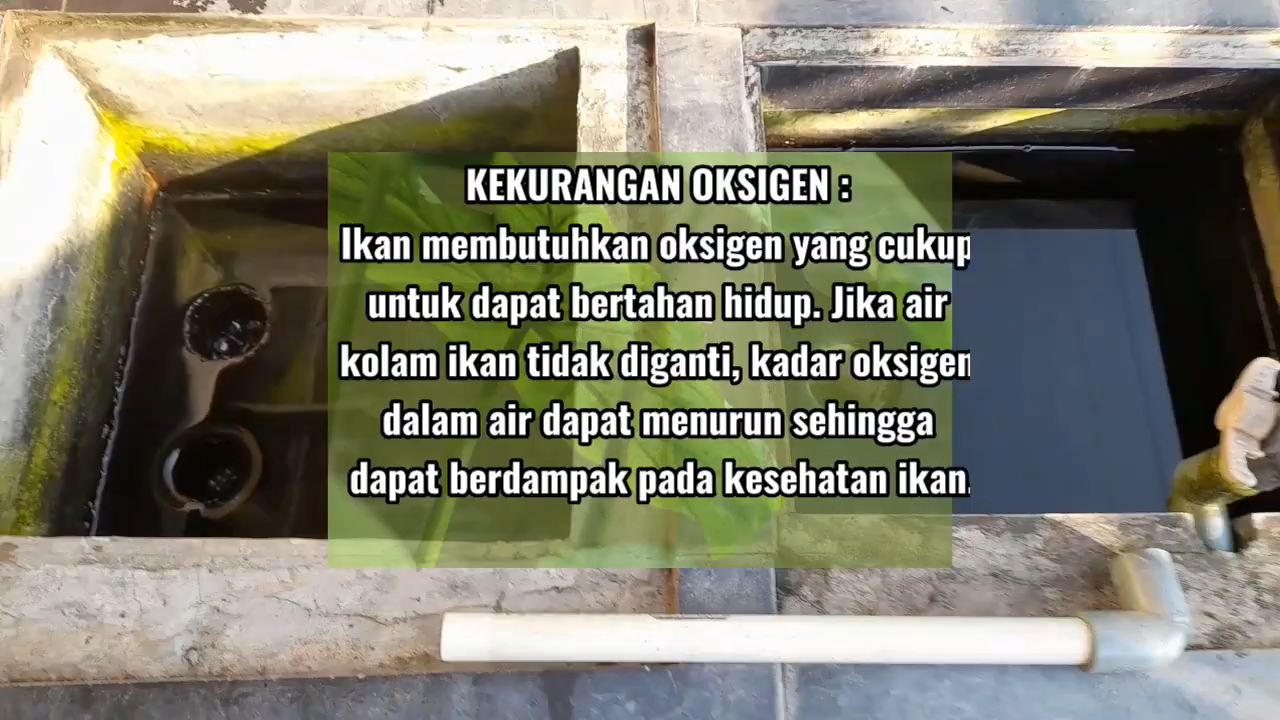 KEKURANGAN OKSIGEN :
Ikan membutuhkan oksigen yang cukup
untuk dapat bertahan hidup. Jika air
kolam ikan tidak diganti, kadar oksigen
dalam air dapat menurun sehingga
dapat berdampak pada kesehatan ikan.